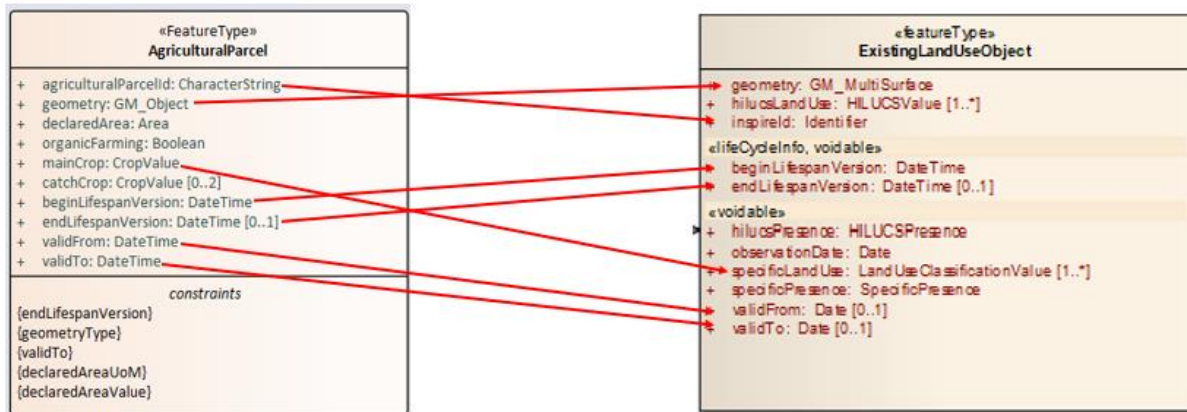 «FeatureType»
AgriculturalParcel
+ agriculturalParcelId: CharacterString
+ geometry: GM_Object
+ declaredArea: Area
+ organicFarming: Boolean
+ mainCrop: CropValue
+ catchCrop: CropValue [0..2]
+ beginLifespanVersion: DateTime
+ endLifespanVersion: DateTime [0..1]
+ validFrom: DateTime
+ validTo: DateTime
constraints
{endLifespanVersion}
{geometryType}
{validTo}
{declaredAreaUoM}
{declaredAreaValue}
«featureType»
ExistingLandUseObject
+ geometry: GM_MultiSurface
+ hilucsLandUse: HILUCSValue [1..*]
+ inspireId: Identifier
«lifeCycleInfo, voidable»
+ beginLifespanVersion: DateTime
+ endLifespanVersion: DateTime [0..1]
«voidable»
+ hilucsPresence: HILUCSPresence
+ observationDate: Date
+ specificLandUse: LandUseClassificationValue [1..*]
+ specificPresence: SpecificPresence
+ validFrom: Date [0..1]
+ validTo: Date [0..1]